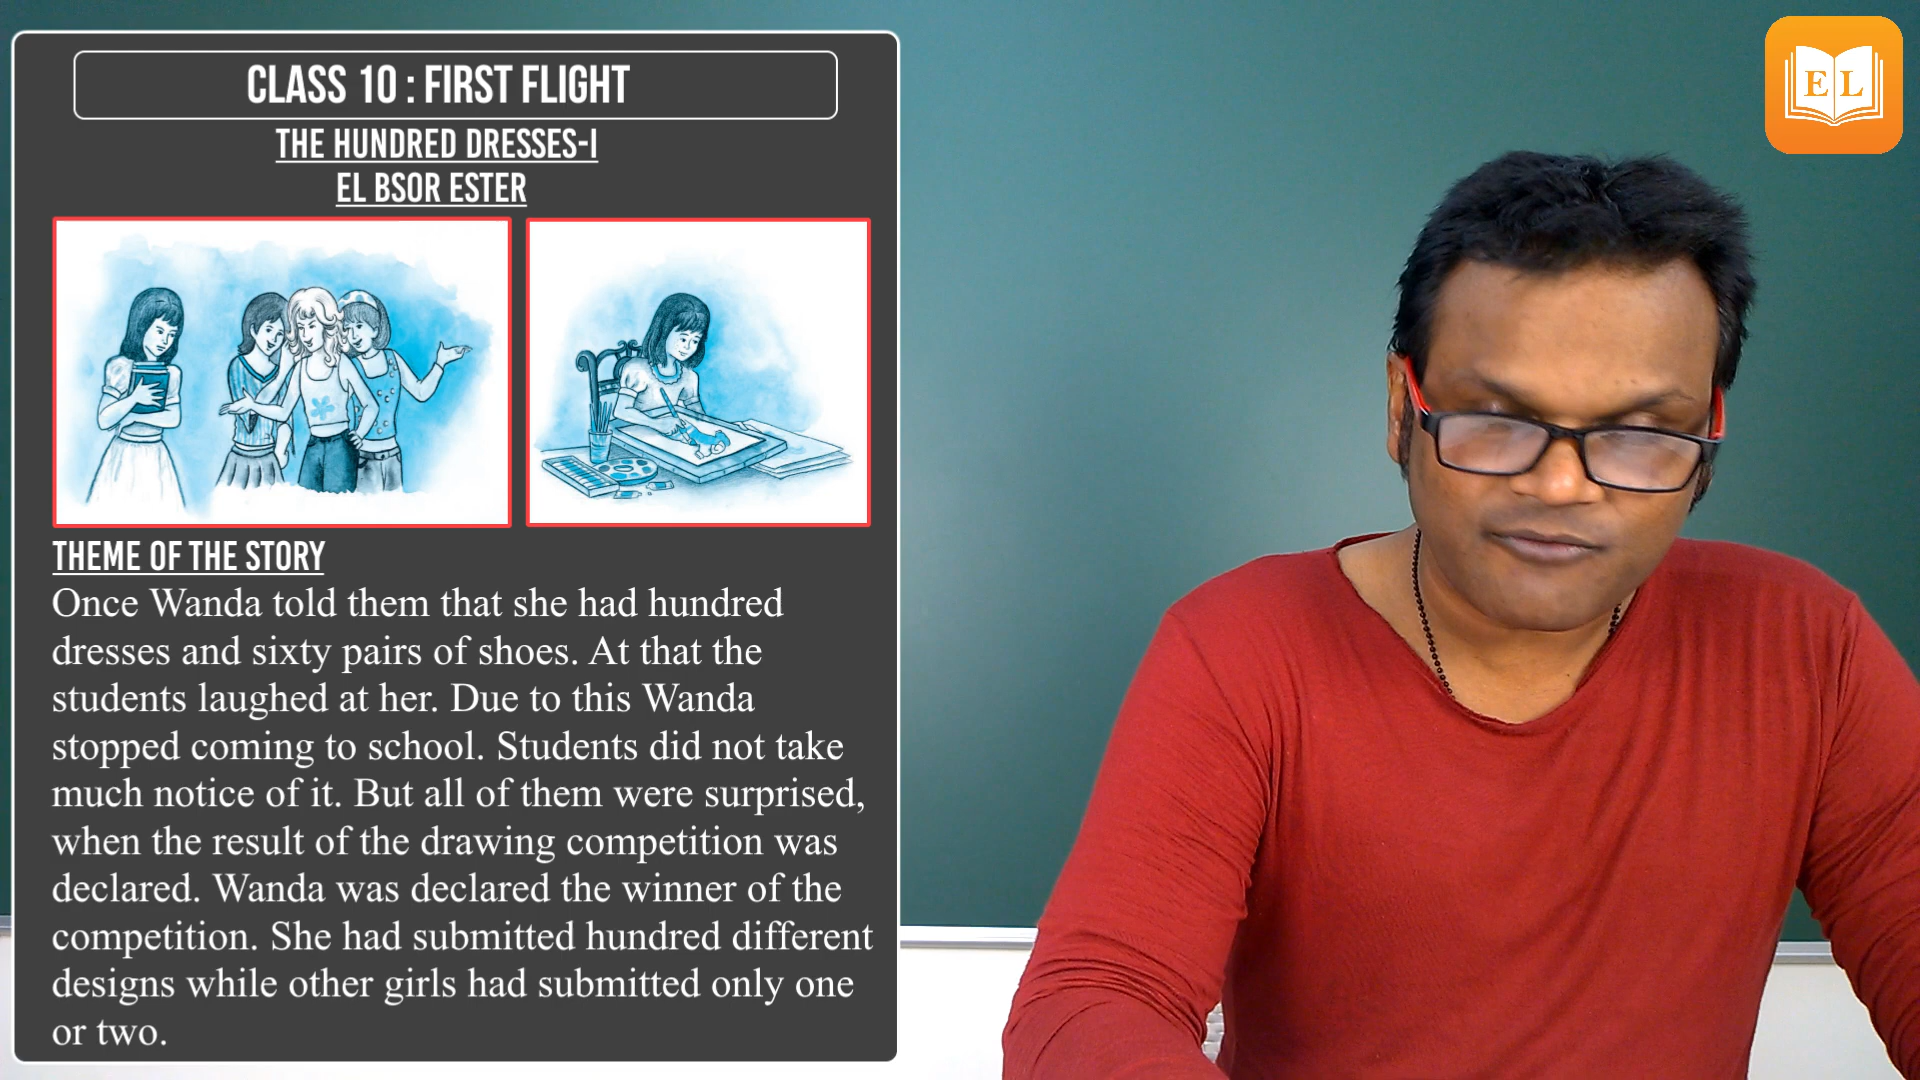 CLASS 10 : FIRST FLIGHT
THE HUNDRED DRESSES-I
EL BSOR ESTER
THEME OF THE STORY
Once Wanda told them that she had hundred
dresses and sixty pairs of shoes. At that the
students laughed at her. Due to this Wanda
stopped coming to school. Students did not take
much notice of it. But all of them were surprised,
when the result of the drawing competition was
declared. Wanda was declared the winner of the
competition. She had submitted hundred different
designs while other girls had submitted only one
or two.
E L